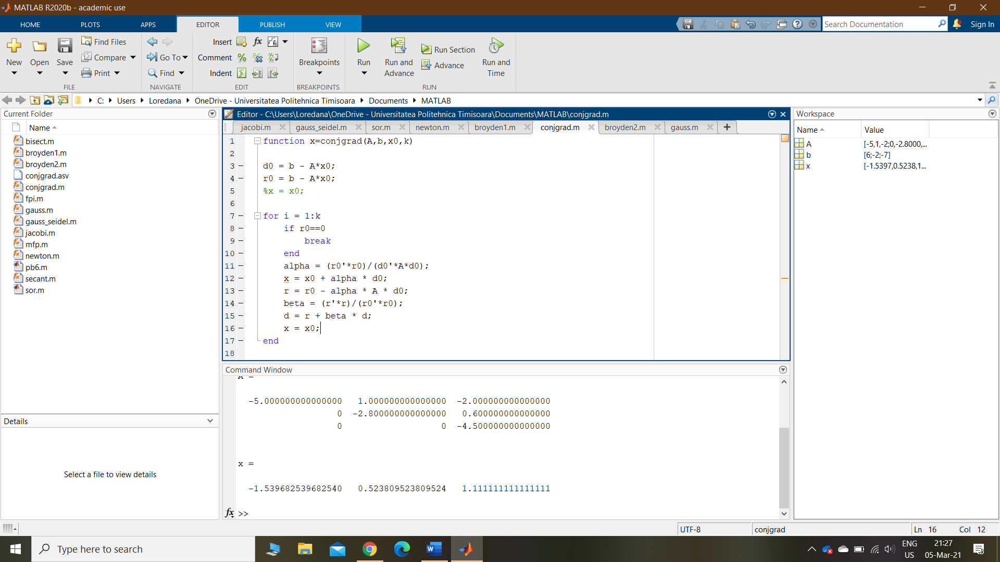 MATLAB R2020b - academic use
HOME PLOTS APPS EDITOR PUBLISH VIEW
Search Documentation
Sign In
New Open Save
Find Files
Compare
Print
FILE
Go To
Find
NAVIGATE
Insert
Comment
Indent
EDIT
Breakpoints
BREAKPOINTS
Run
Run and Advance
Run Section
Advance
Run and Time
RUN
C: Users Loredana OneDrive - Universitatea Politehnica Timisoara Documents MATLAB
Current Folder
Name
bisect.m
broyden1.m
broyden2.m
conjgrad.asv
conjgrad.m
fpi.m
gauss.m
gauss_seidel.m
jacobi.m
mfp.m
newton.m
pb6.m
secant.m
sor.m
Details
Select a file to view details
Editor - C:\Users\Loredana\OneDrive - Universitatea Politehnica Timisoara\Documents\MATLAB\conjgrad.m
jacobi.m gauss_seidel.m sor.m newton.m broyden1.m conjgrad.m broyden2.m gauss.m
1 function x=conjgrad(A,b,x0,k)
2
3 d0 = b - A*x0;
4 r0 = b - A*x0;
5 %x = x0;
6
7 for i = 1:k
8 if r0==0
9 break
10 end
11 alpha = (r0'*r0)/(d0'*A*d0);
12 x = x0 + alpha * d0;
13 r = r0 - alpha * A * d0;
14 beta = (r'*r)/(r0'*r0);
15 d = r + beta * d;
16 x = x0;
17 end
18
Command Window
A =
-5.000000000000000 1.000000000000000 -2.000000000000000
0 -2.800000000000000 0.600000000000000
0 0 -4.500000000000000
x =
-1.539682539682540 0.523809523809524 1.111111111111111
fx >>
Workspace
Name Value
A [-5,1,-2;0,-2.8000,...
b [6;-2;-7]
x [-1.5397,0.5238,1...
UTF-8
conjgrad
Ln 16 Col 12
Type here to search
ENG
US
21:27
05-Mar-21